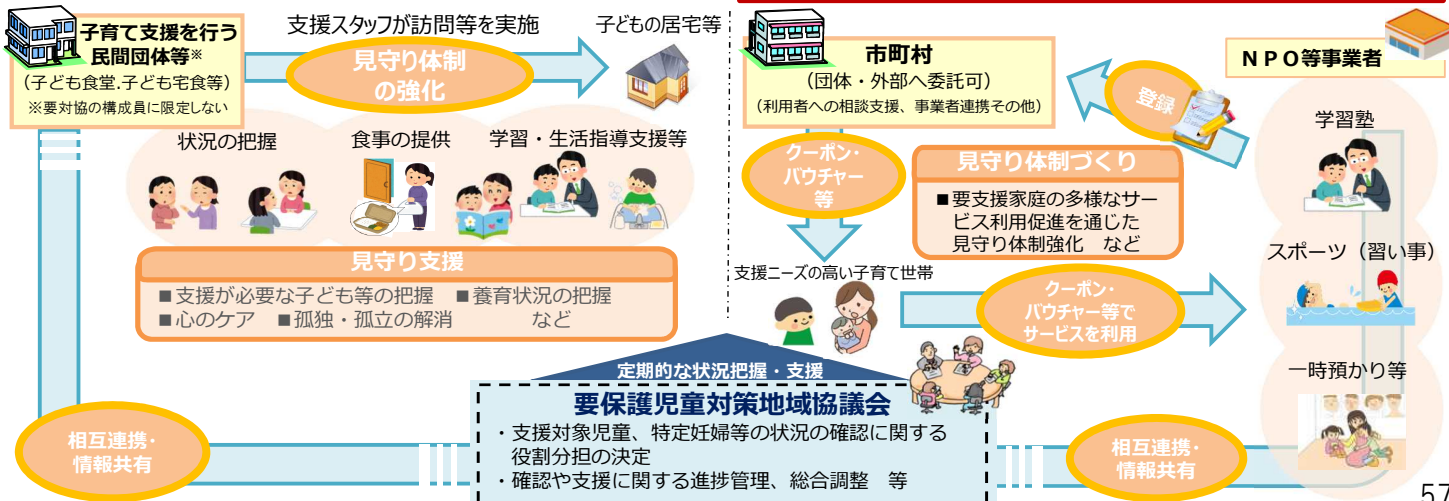 子育て支援を行う
民間団体等※
(子ども食堂.子ども宅食等)
※要対協の構成員に限定しない
支援スタッフが訪問等を実施
見守り体制
の強化
子どもの居宅等
状況の把握
食事の提供
学習・生活指導支援等
見守り支援
■支援が必要な子ども等の把握 ■養育状況の把握
■心のケア ■孤独・孤立の解消 など
市町村
(団体・外部へ委託可)
(利用者への相談支援、事業者連携その他)
登録
NPO等事業者
学習塾
スポーツ(習い事)
一時預かり等
クーポン・
バウチャー
等
見守り体制づくり
■要支援家庭の多様なサー
ビス利用促進を通じた
見守り体制強化 など
支援ニーズの高い子育て世帯
クーポン・
バウチャー等で
サービスを利用
定期的な状況把握・支援
要保護児童対策地域協議会
・支援対象児童、特定妊婦等の状況の確認に関する
役割分担の決定
・確認や支援に関する進捗管理、総合調整 等
相互連携・
情報共有
相互連携・
情報共有
57